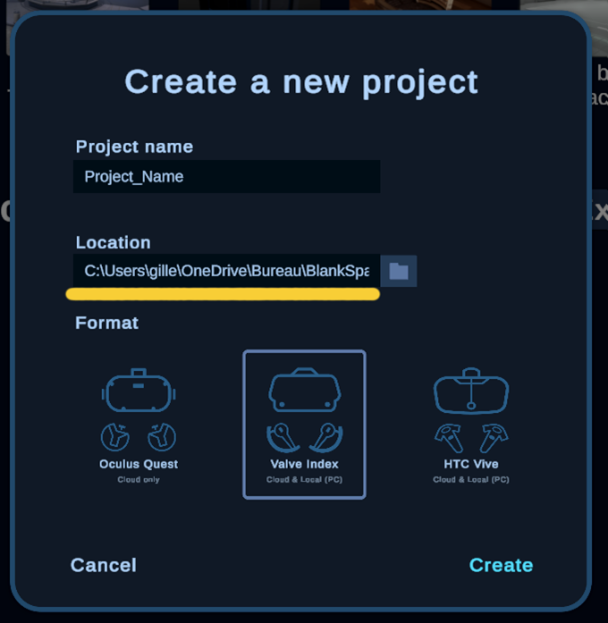 Create a new project
Project name
Project_Name
Location
C:\Users\gille\OneDrive\Bureau\BlankSpa
Format
Oculus Quest
Cloud only
Valve Index
Cloud & Local (PC)
HTC Vive
Cloud & Local (PC)
Cancel
Create